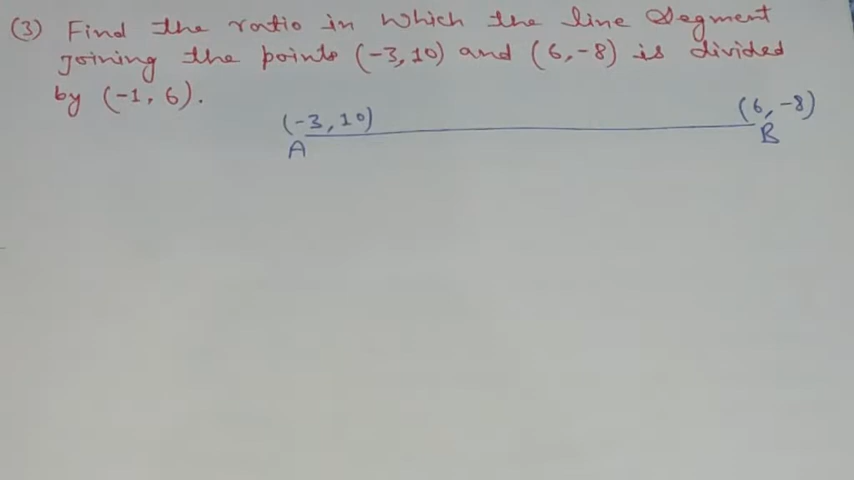 (3) Find the ratio in which the line segment
joining the points (-3, 10) and (6, -8) is divided
by (-1, 6).
(-3, 10) (6, -8)
A B